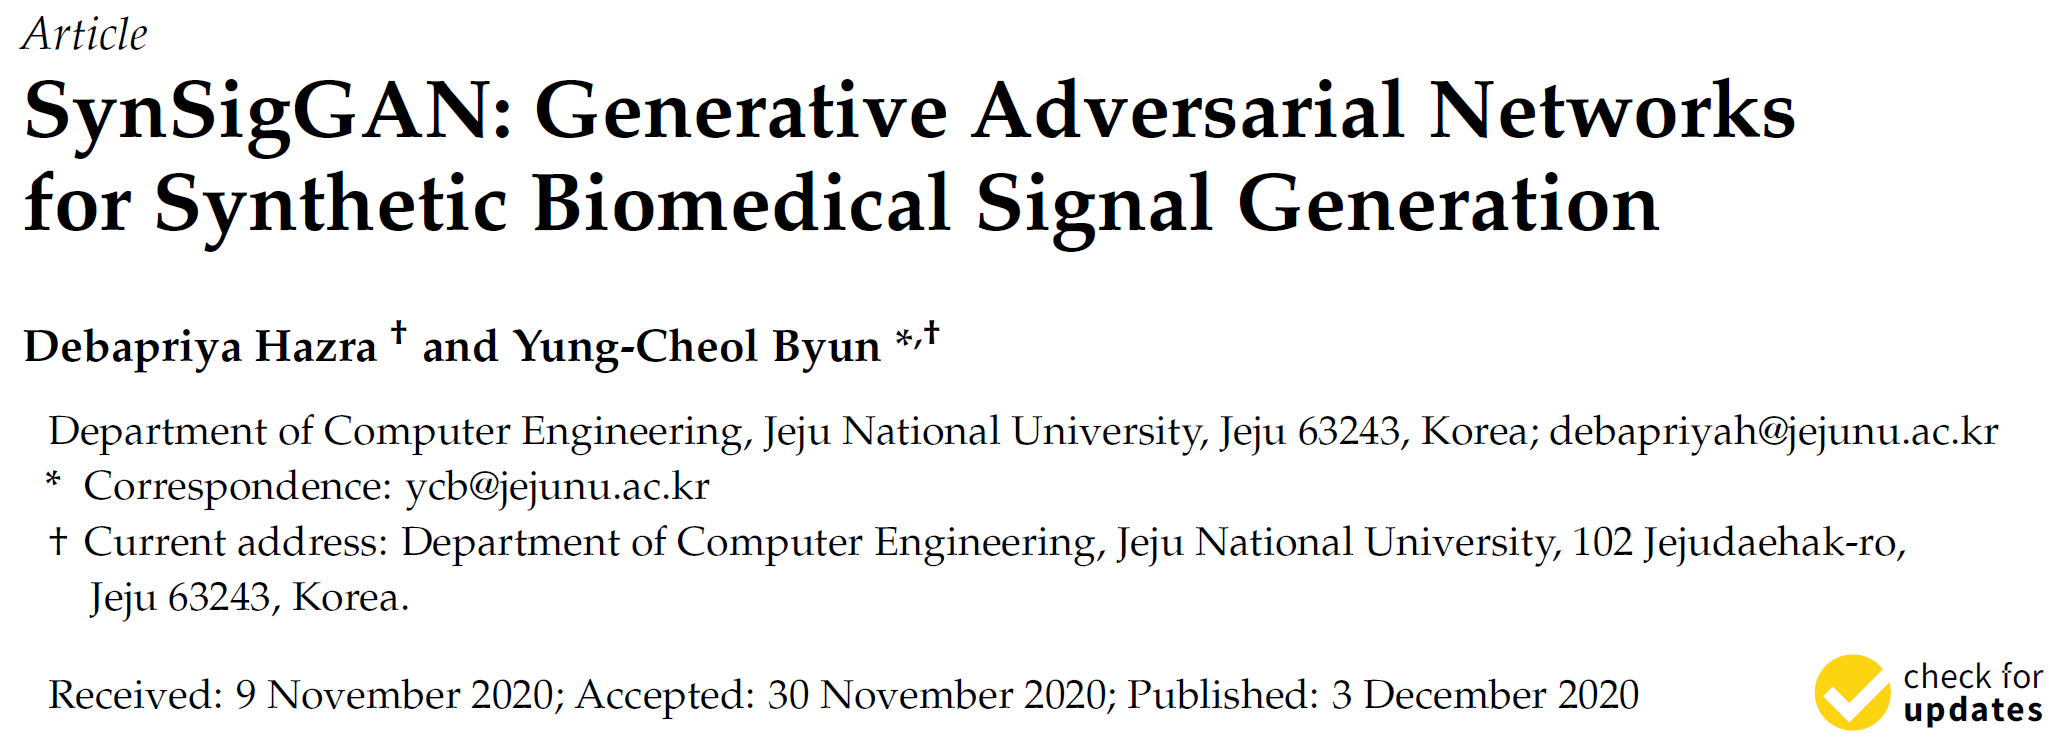 Article
SynSigGAN: Generative Adversarial Networks
for Synthetic Biomedical Signal Generation
Debapriya Hazra † and Yung-Cheol Byun *,†
Department of Computer Engineering, Jeju National University, Jeju 63243, Korea; debapriyah@jejunu.ac.kr
* Correspondence: ycb@jejunu.ac.kr
† Current address: Department of Computer Engineering, Jeju National University, 102 Jejudaehak-ro,
Jeju 63243, Korea.
Received: 9 November 2020; Accepted: 30 November 2020; Published: 3 December 2020
check for
updates